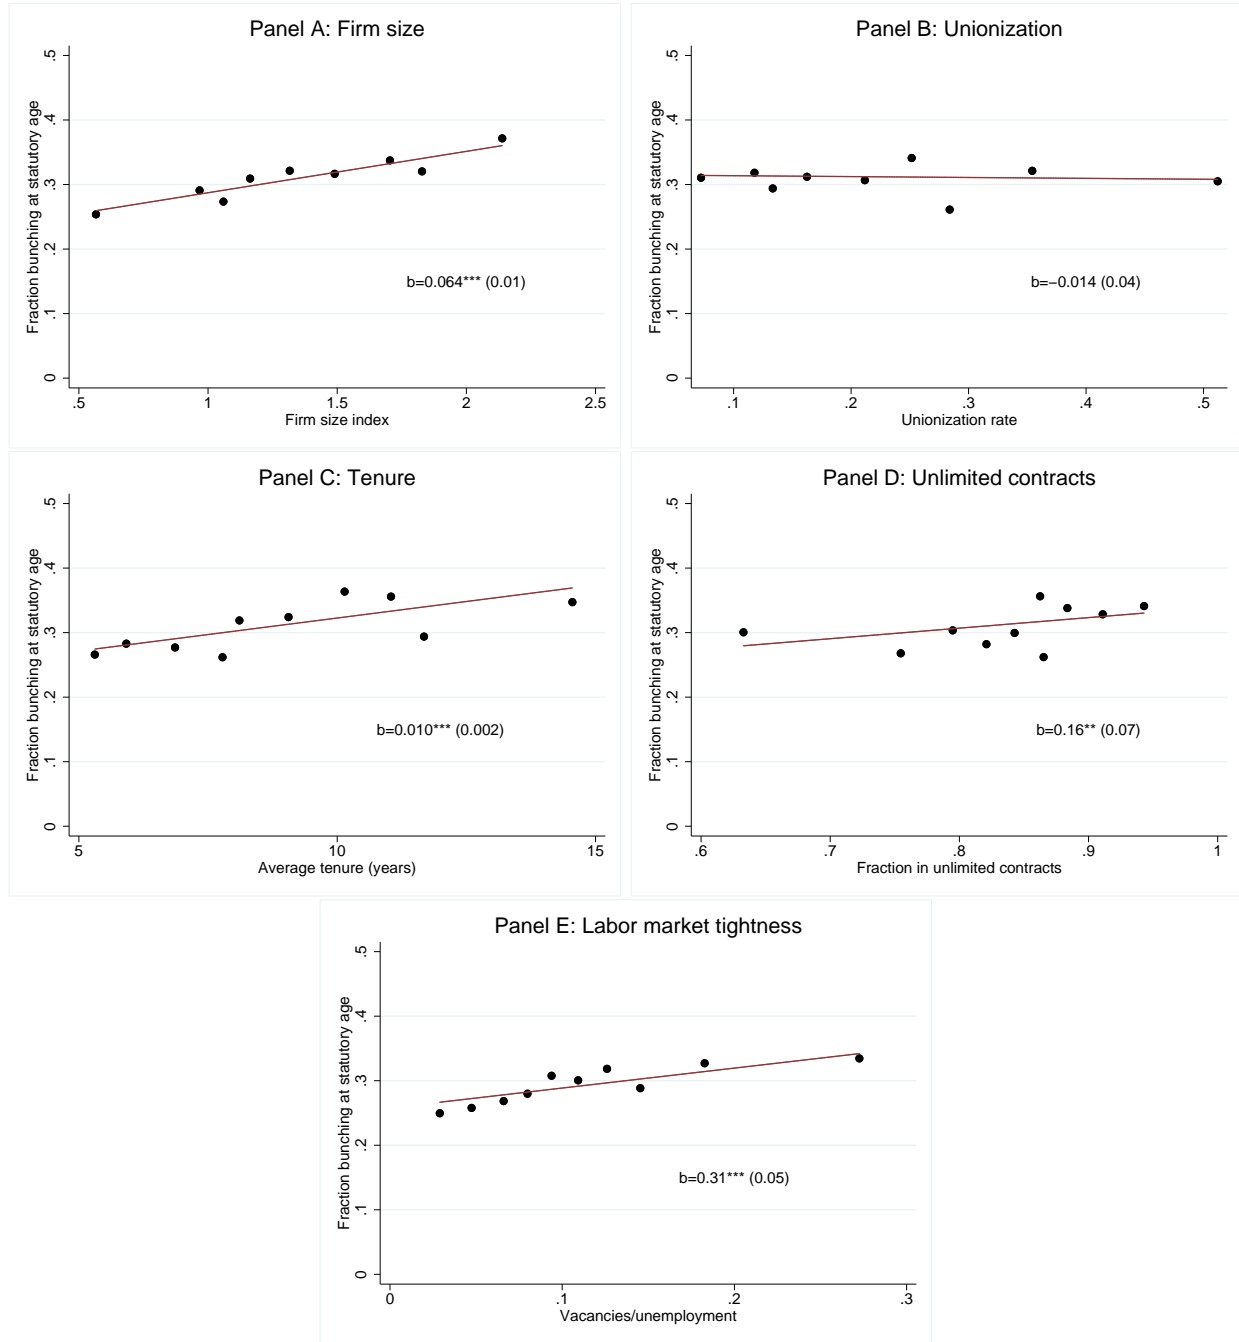 Panel A: Firm size
Fraction bunching at statutory age
0 .1 .2 .3 .4 .5
b=0.064*** (0.01)
.5 1 1.5 2 2.5
Firm size index
Panel B: Unionization
Fraction bunching at statutory age
0 .1 .2 .3 .4 .5
b=−0.014 (0.04)
.1 .2 .3 .4 .5
Unionization rate
Panel C: Tenure
Fraction bunching at statutory age
0 .1 .2 .3 .4 .5
b=0.010*** (0.002)
5 10 15
Average tenure (years)
Panel D: Unlimited contracts
Fraction bunching at statutory age
0 .1 .2 .3 .4 .5
b=0.16** (0.07)
.6 .7 .8 .9 1
Fraction in unlimited contracts
Panel E: Labor market tightness
Fraction bunching at statutory age
0 .1 .2 .3 .4 .5
b=0.31*** (0.05)
0 .1 .2 .3
Vacancies/unemployment